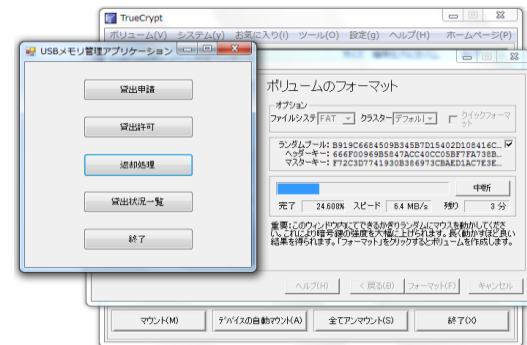 TrueCrypt
ボリューム(V) システム(y) お気に入り(i) ツール(O) 設定(g) ヘルプ(H) ホームページ(P)
USBメモリ管理アプリケーション
貸出申請
貸出許可
返却処理
貸出状況一覧
終了
ボリュームのフォーマット
オプション
ファイルシステ FAT クラスター デフォル クイックフォーマット
ランダムプール: B919C6684509B345B7D15402D108416C...
ヘッダーキー: 666F00969B5847ACC40CC05BF7FA738B...
マスターキー: F72C3D7741930B386973CBAED1AC7E3E...
中断
完了 24.608% スピード 6.4 MB/s 残り 3 分
重要:このウィンドウ内にてできるかぎりランダムにマウスを動かしてくださ
い。これにより暗号鍵の強度を大幅に上げられます。長く動かすほど良い
結果を得られます。「フォーマット」をクリックするとボリュームを作成します。
ヘルプ(H) < 戻る(B) フォーマット(F) キャンセル
マウント(M) デバイスの自動マウント(A) 全てアンマウント(S) 終了(X)